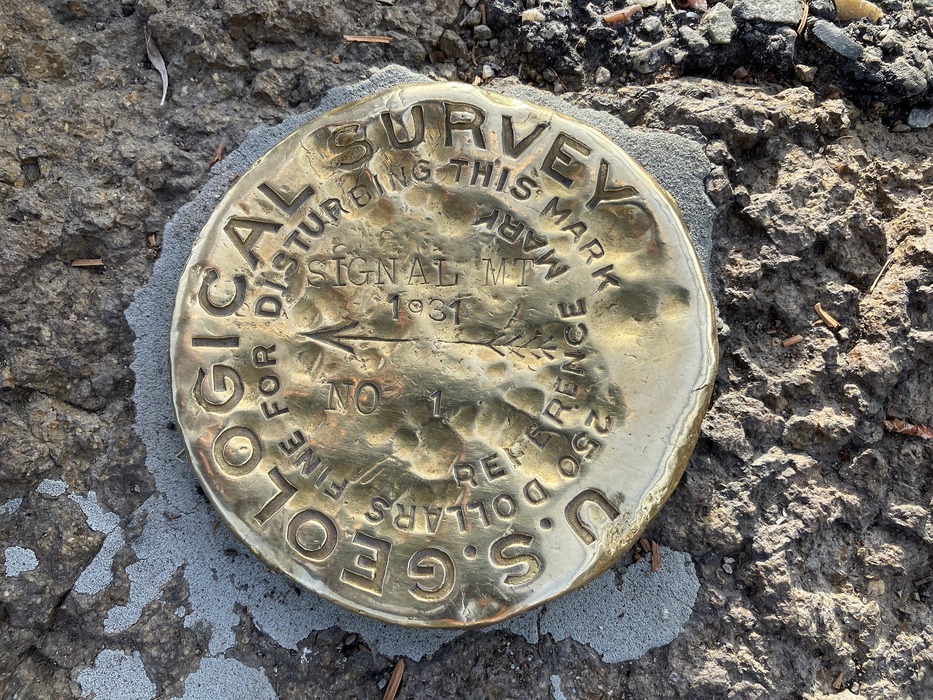 U.S.GEOLOGICAL SURVEY
250 DOLLARS FINE FOR DISTURBING THIS MARK
REFERENCE MARK
SIGNAL MT
1931
NO 1